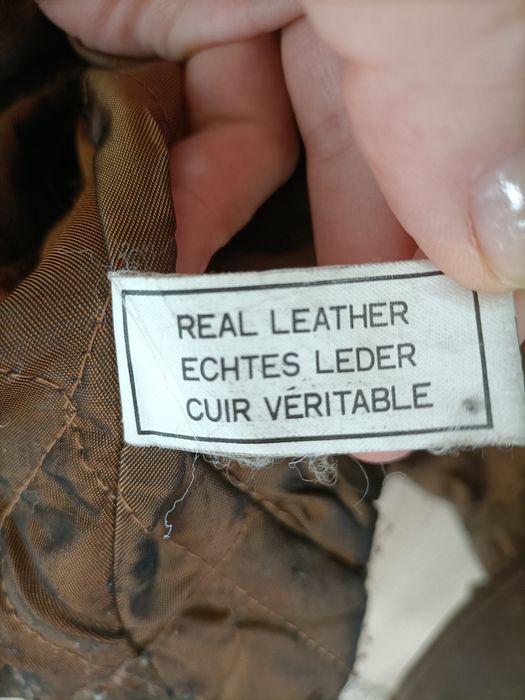 REAL LEATHER
ECHTES LEDER
CUIR VÉRITABLE